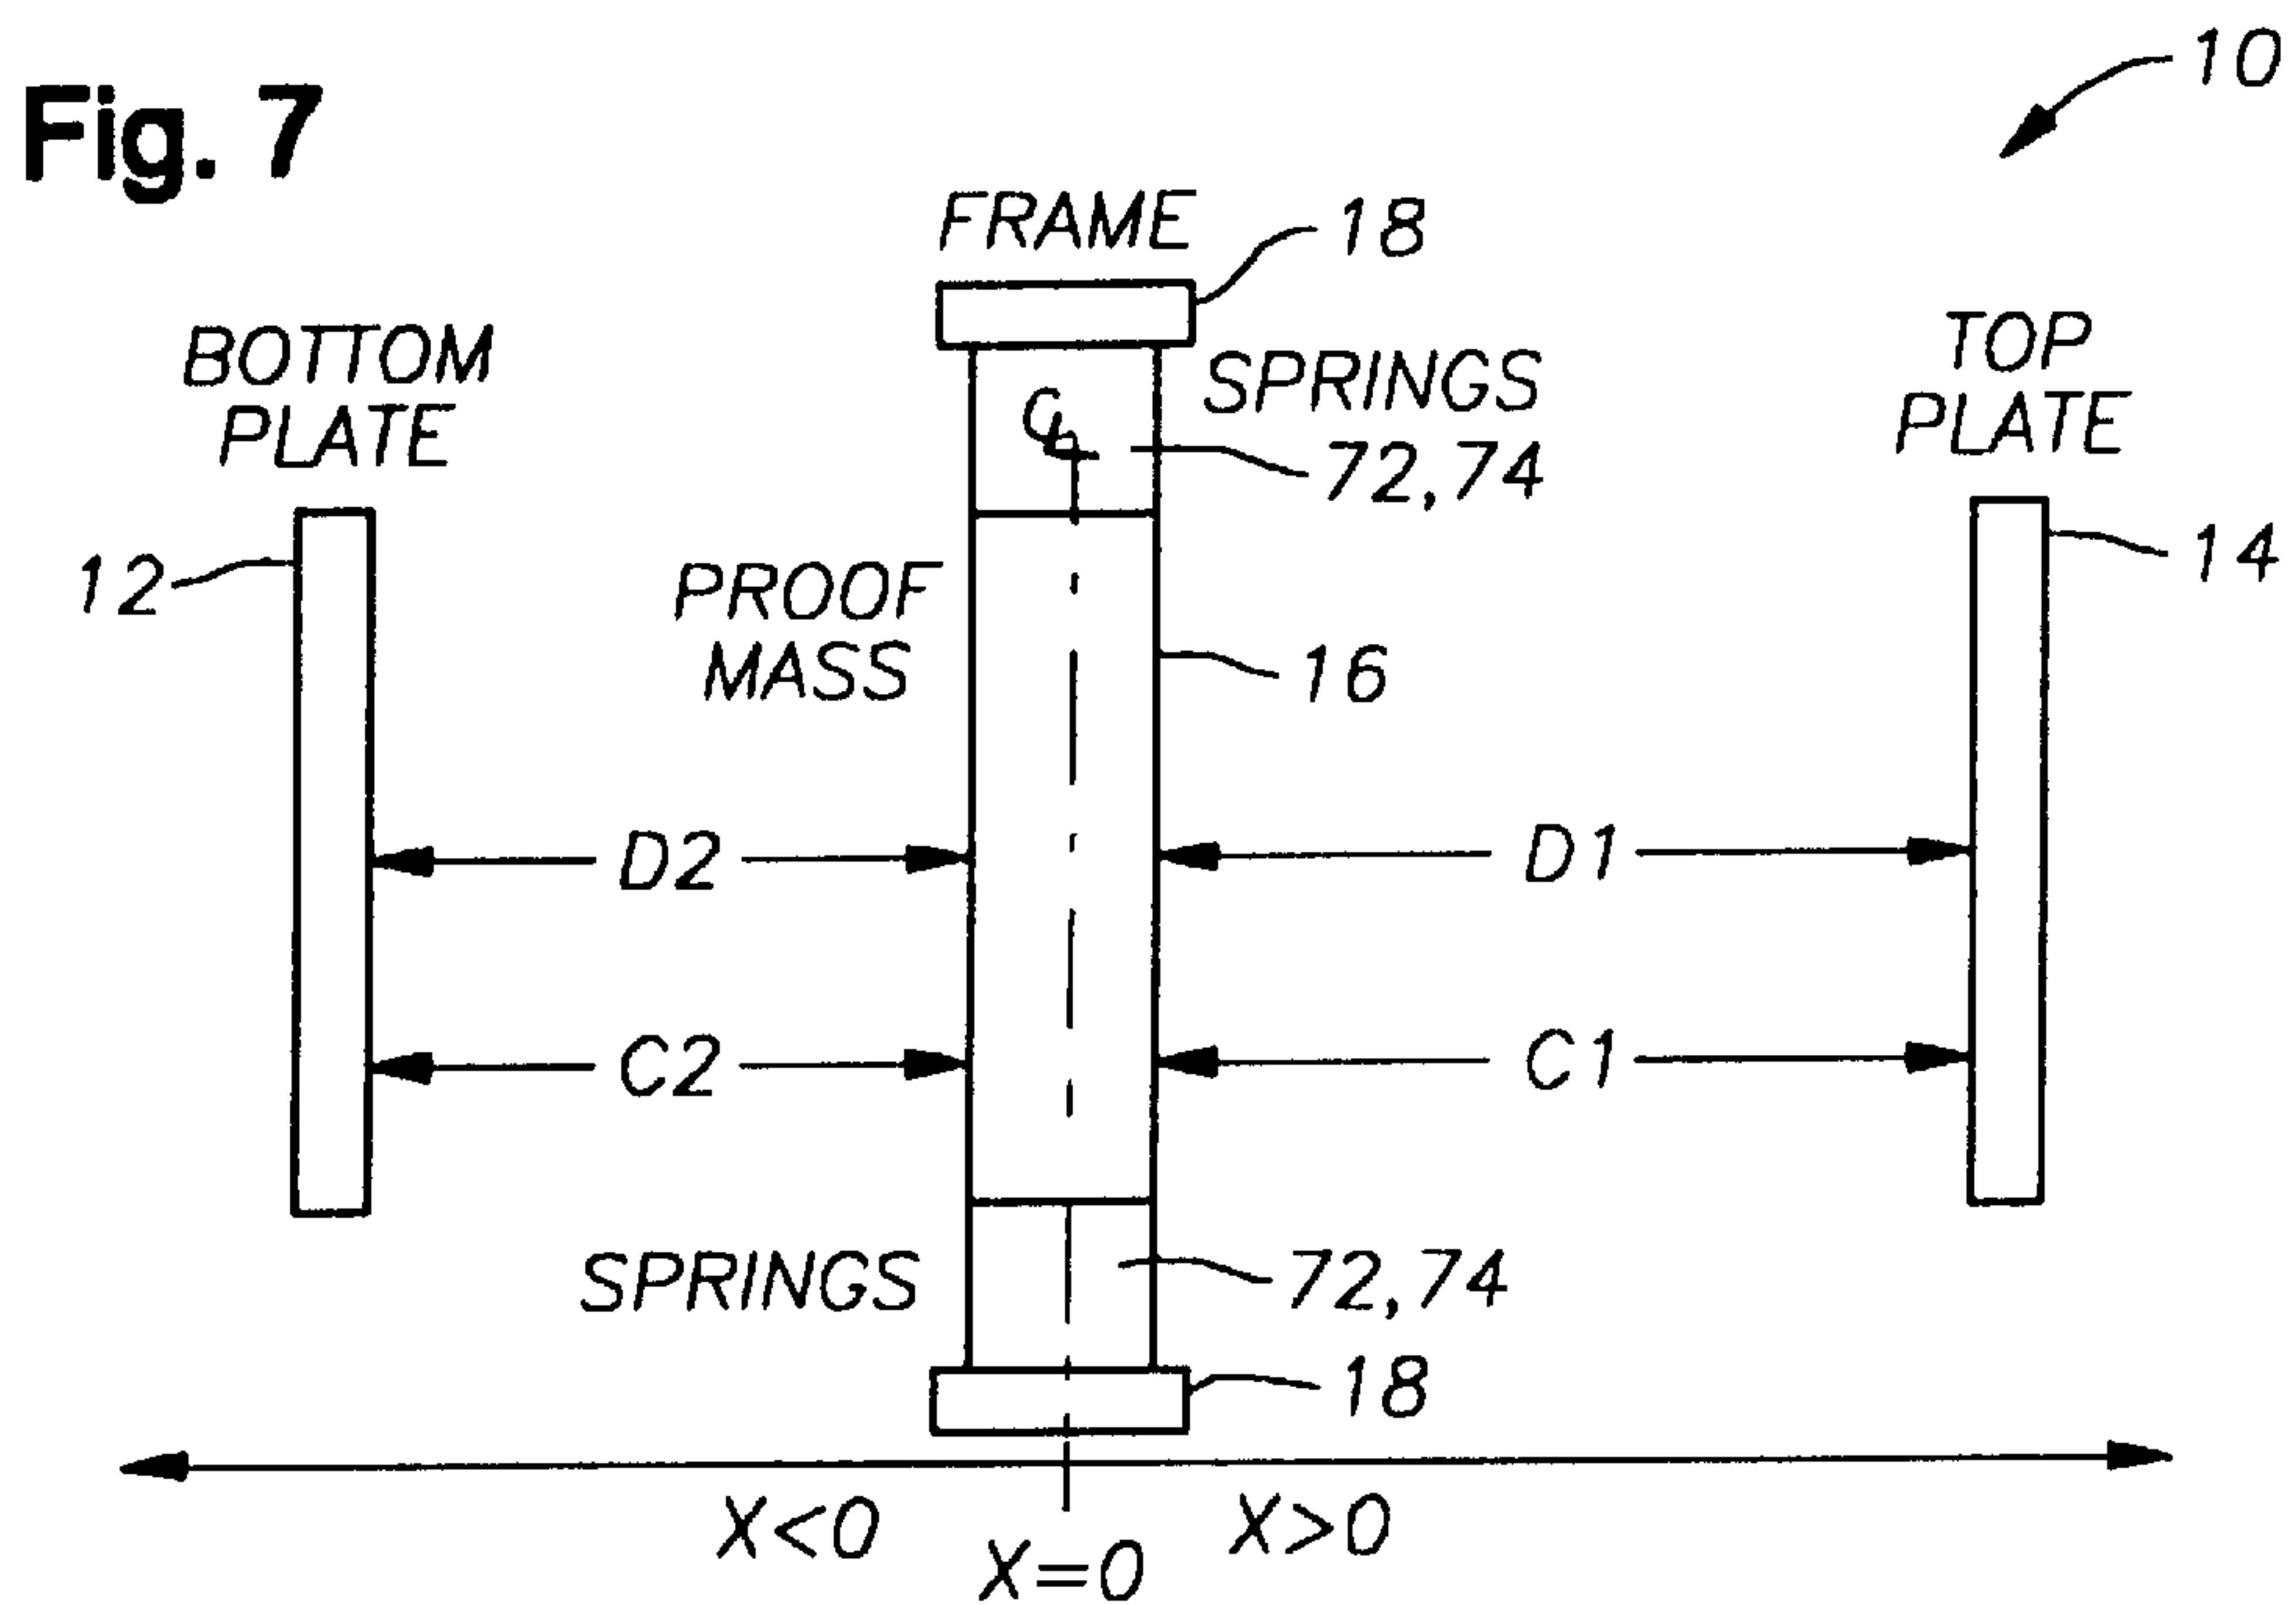 Fig. 7
10
FRAME
18
BOTTOM
PLATE
SPRINGS
72,74
TOP
PLATE
℄
12
PROOF
MASS
16
14
D2
D1
C2
C1
SPRINGS
72,74
18
X<0
X=0
X>0